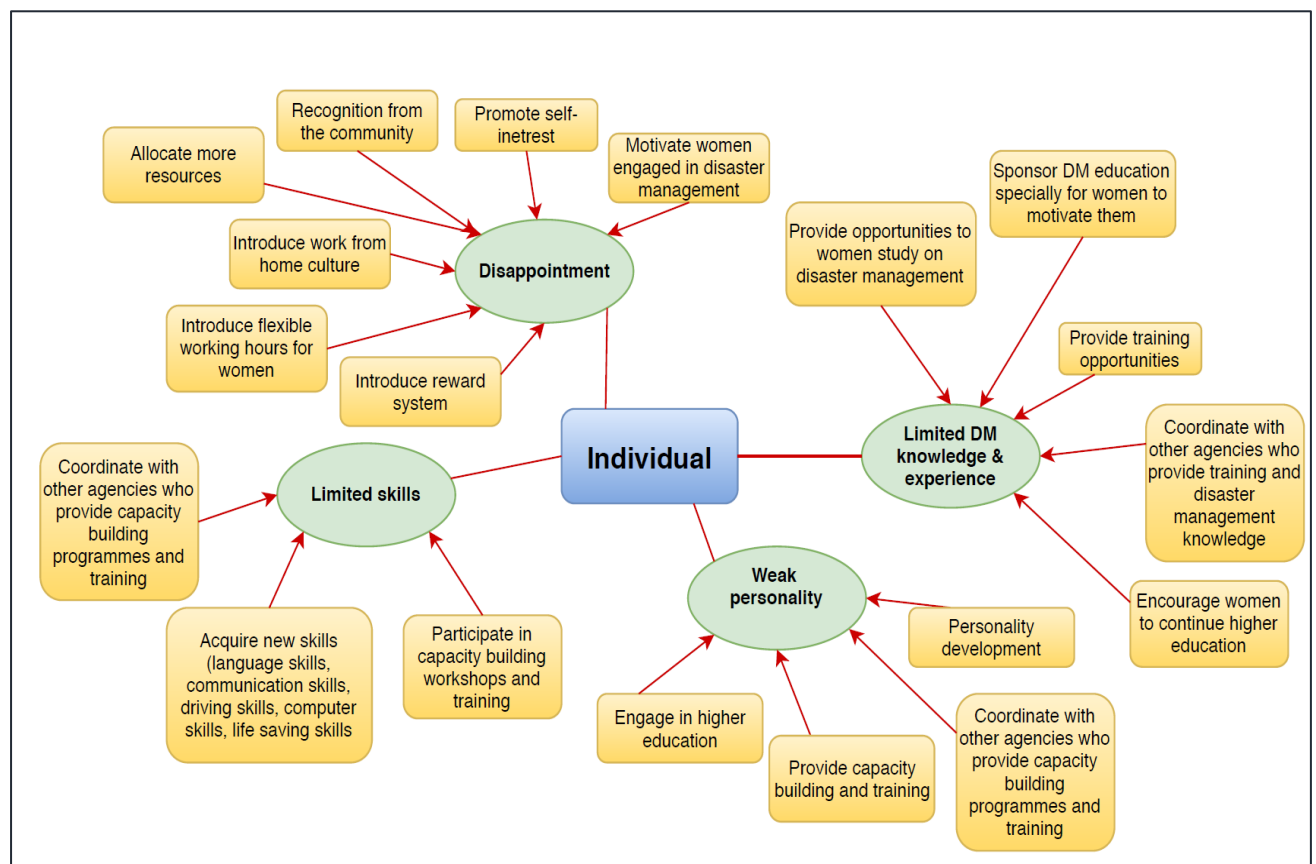 Recognition from
the community
Promote self-
inetrest
Motivate women
engaged in disaster
management
Allocate more
resources
Sponsor DM education
specially for women to
motivate them
Provide opportunities to
women study on
disaster management
Introduce work from
home culture
Disappointment
Introduce flexible
working hours for
women
Introduce reward
system
Provide training
opportunities
Individual
Limited DM
knowledge &
experience
Coordinate with
other agencies who
provide training and
disaster
management
knowledge
Coordinate with
other agencies who
provide capacity
building
programmes and
training
Limited skills
Weak
personality
Encourage women
to continue higher
education
Personality
development
Acquire new skills
(language skills,
communication skills,
driving skills, computer
skills, life saving skills
Participate in
capacity building
workshops and
training
Engage in higher
education
Provide capacity
building and training
Coordinate with
other agencies who
provide capacity
building
programmes and
training